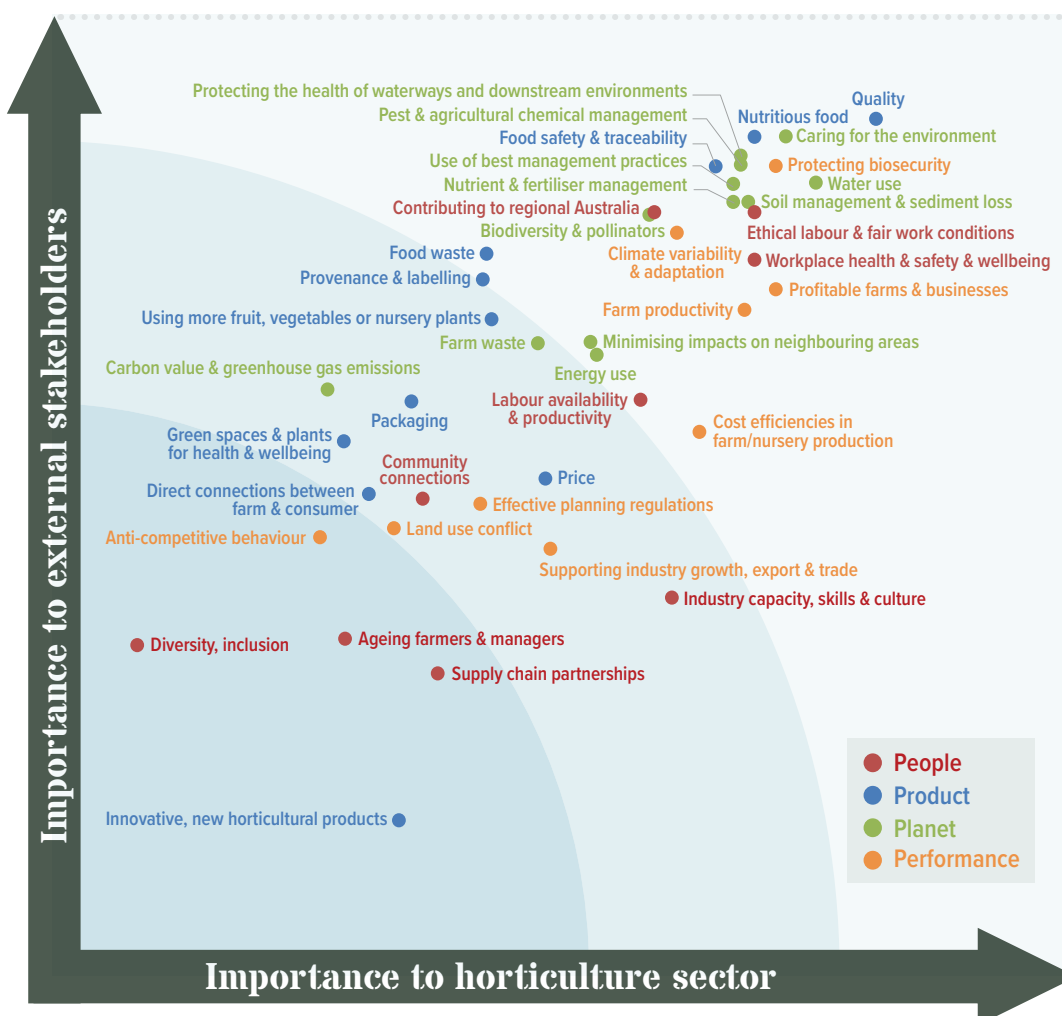 Protecting the health of waterways and downstream environments
Quality
Pest & agricultural chemical management
Nutritious food
Food safety & traceability
Caring for the environment
Use of best management practices
Protecting biosecurity
Nutrient & fertiliser management
Water use
Contributing to regional Australia
Soil management & sediment loss
Biodiversity & pollinators
Ethical labour & fair work conditions
Food waste
Climate variability
& adaptation
Workplace health & safety & wellbeing
Provenance & labelling
Profitable farms & businesses
Using more fruit, vegetables or nursery plants
Farm productivity
Farm waste
Minimising impacts on neighbouring areas
Carbon value & greenhouse gas emissions
Energy use
Labour availability
& productivity
Packaging
Cost efficiencies in
farm/nursery production
Green spaces & plants
for health & wellbeing
Community
connections
Price
Direct connections between
farm & consumer
Effective planning regulations
Anti-competitive behaviour
Land use conflict
Supporting industry growth, export & trade
Industry capacity, skills & culture
Diversity, inclusion
Ageing farmers & managers
Supply chain partnerships
Innovative, new horticultural products
People
Product
Planet
Performance
Importance to external stakeholders
Importance to horticulture sector